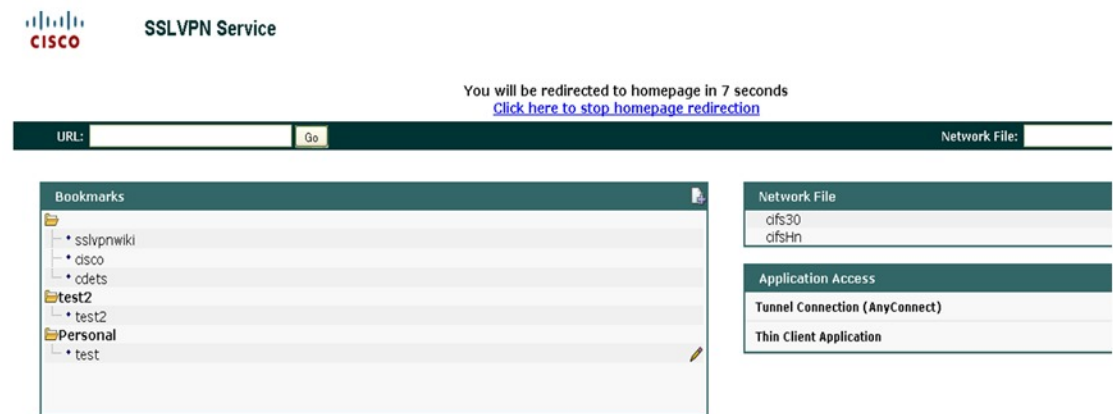 CISCO
SSLVPN Service
You will be redirected to homepage in 7 seconds
Click here to stop homepage redirection
URL:
Go
Network File:
Bookmarks
sslvpnwiki
cisco
cdets
test2
test2
Personal
test
Network File
cifs30
cifsHn
Application Access
Tunnel Connection (AnyConnect)
Thin Client Application